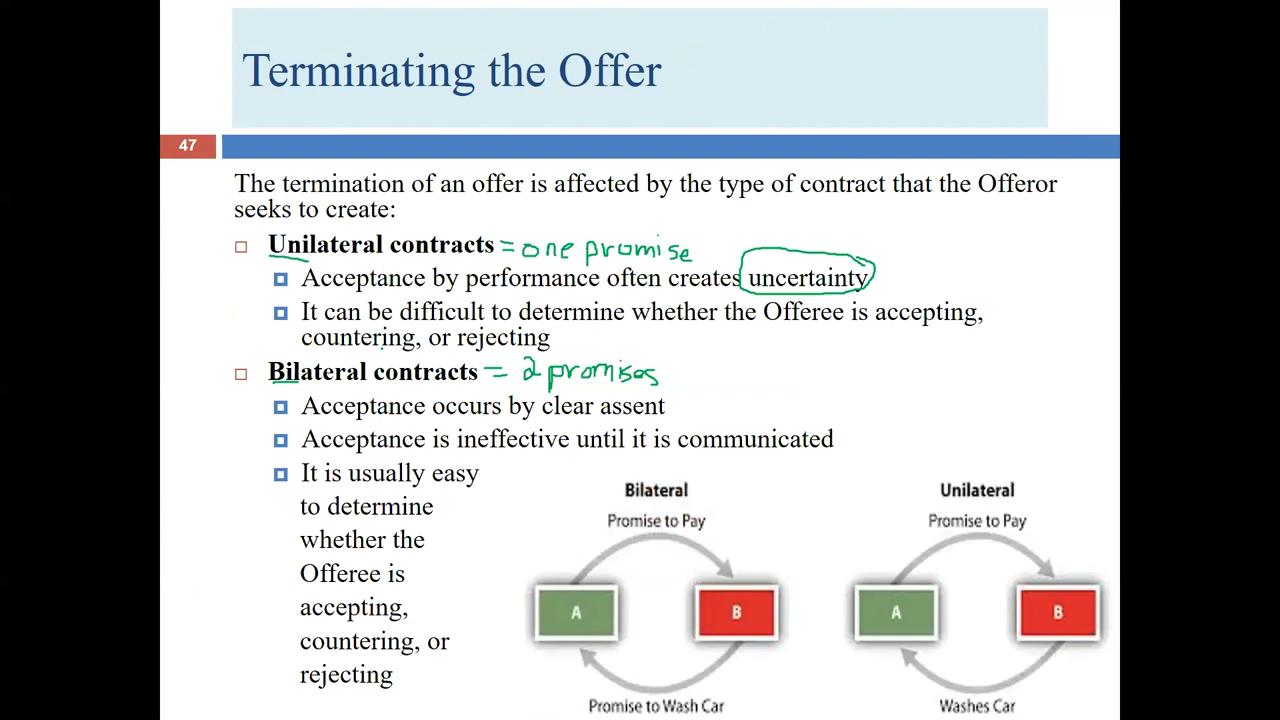 Terminating the Offer
47
The termination of an offer is affected by the type of contract that the Offeror
seeks to create:
Unilateral contracts = one promise
Acceptance by performance often creates uncertainty
It can be difficult to determine whether the Offeree is accepting,
countering, or rejecting
Bilateral contracts = 2 promises
Acceptance occurs by clear assent
Acceptance is ineffective until it is communicated
It is usually easy
to determine
whether the
Offeree is
accepting,
countering, or
rejecting
Bilateral
Promise to Pay
A
B
Promise to Wash Car
Unilateral
Promise to Pay
A
B
Washes Car